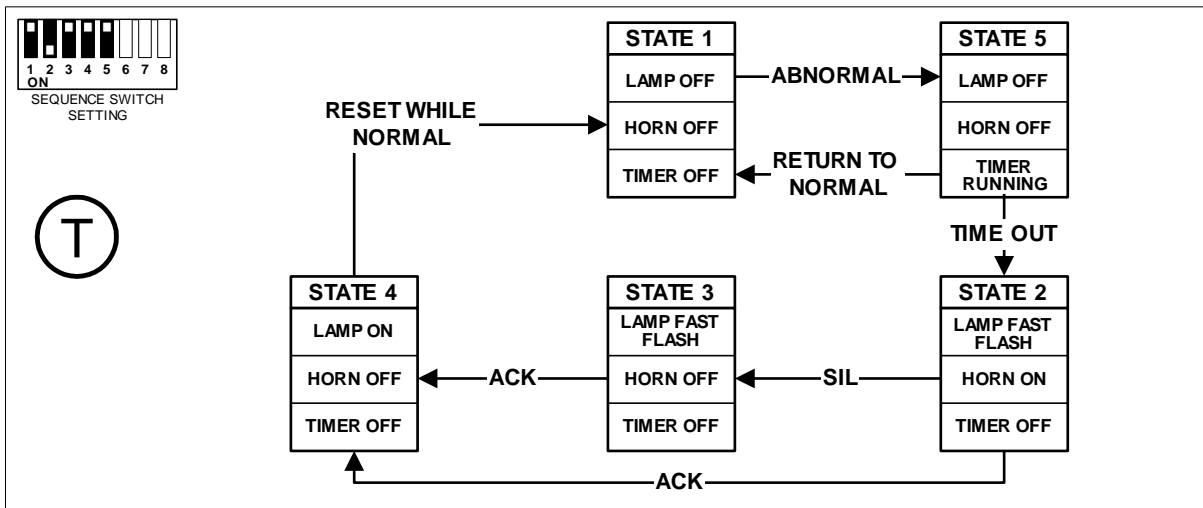 1 2 3 4 5 6 7 8
ON
SEQUENCE SWITCH
SETTING
T
STATE 1
LAMP OFF
HORN OFF
TIMER OFF
ABNORMAL
RETURN TO
NORMAL
STATE 5
LAMP OFF
HORN OFF
TIMER
RUNNING
RESET WHILE
NORMAL
TIME OUT
STATE 4
LAMP ON
HORN OFF
TIMER OFF
ACK
STATE 3
LAMP FAST
FLASH
HORN OFF
TIMER OFF
SIL
STATE 2
LAMP FAST
FLASH
HORN ON
TIMER OFF
ACK